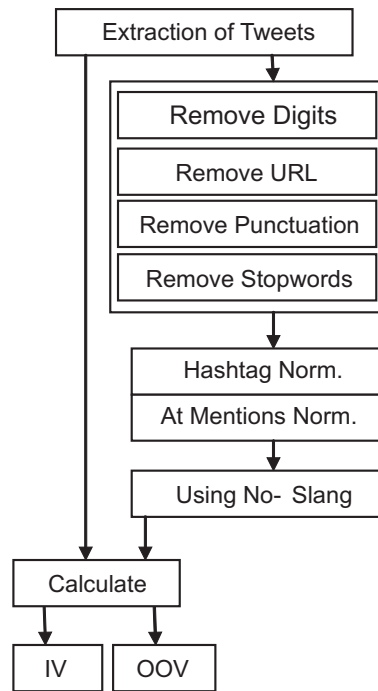 Extraction of Tweets
Remove Digits
Remove URL
Remove Punctuation
Remove Stopwords
Hashtag Norm.
At Mentions Norm.
Using No- Slang
Calculate
IV
OOV